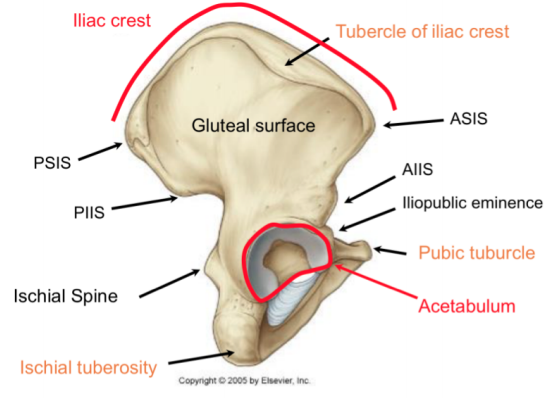 Iliac crest
Tubercle of iliac crest
Gluteal surface
ASIS
PSIS
AIIS
PIIS
Iliopublic eminence
Pubic tuburcle
Ischial Spine
Acetabulum
Ischial tuberosity
Copyright © 2005 by Elsevier, Inc.